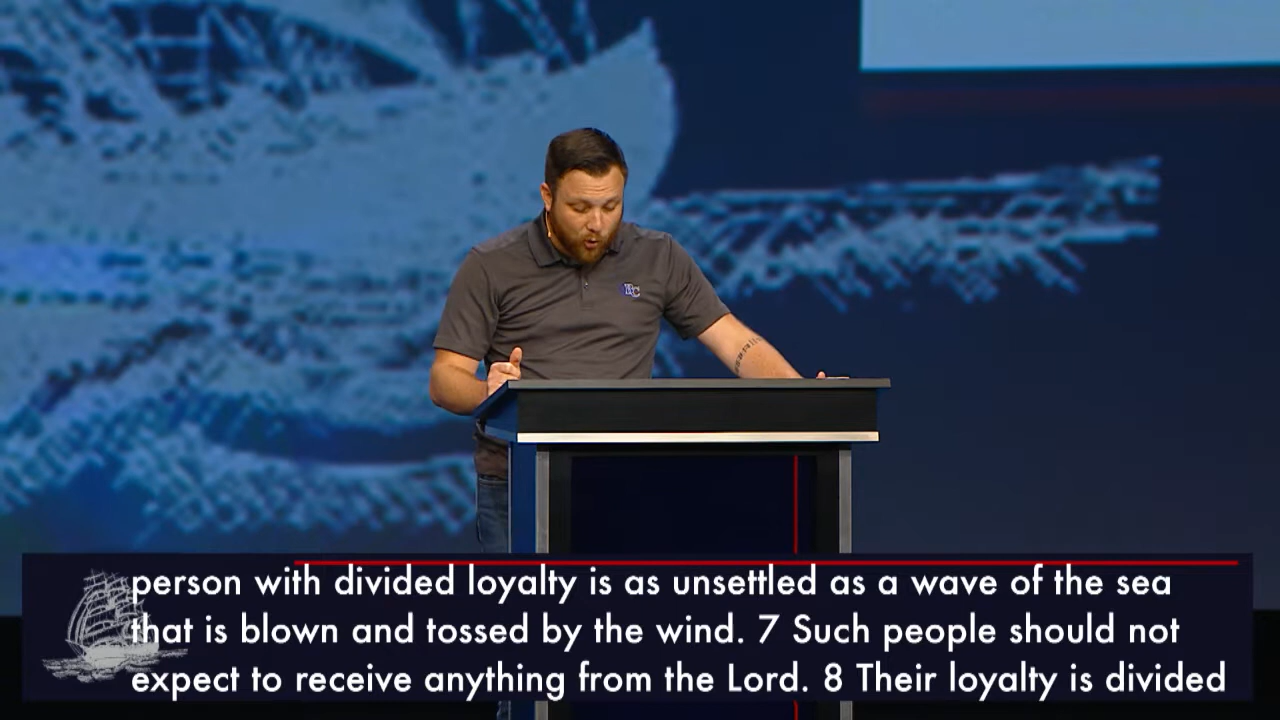 person with divided loyalty is as unsettled as a wave of the sea
that is blown and tossed by the wind. 7 Such people should not
expect to receive anything from the Lord. 8 Their loyalty is divided